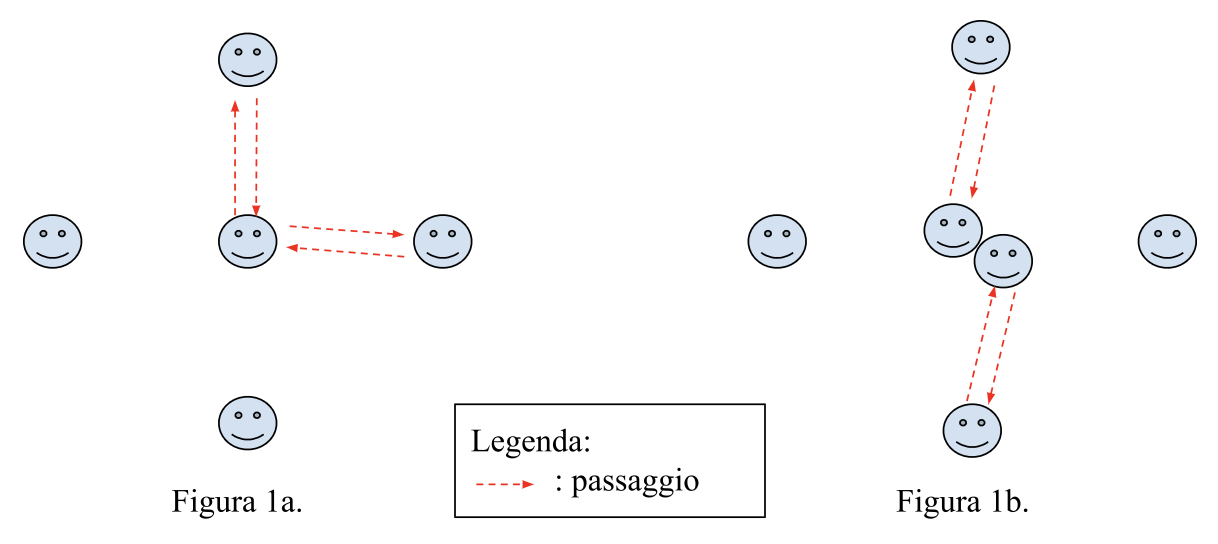 Legenda:
: passaggio
Figura 1a.
Figura 1b.